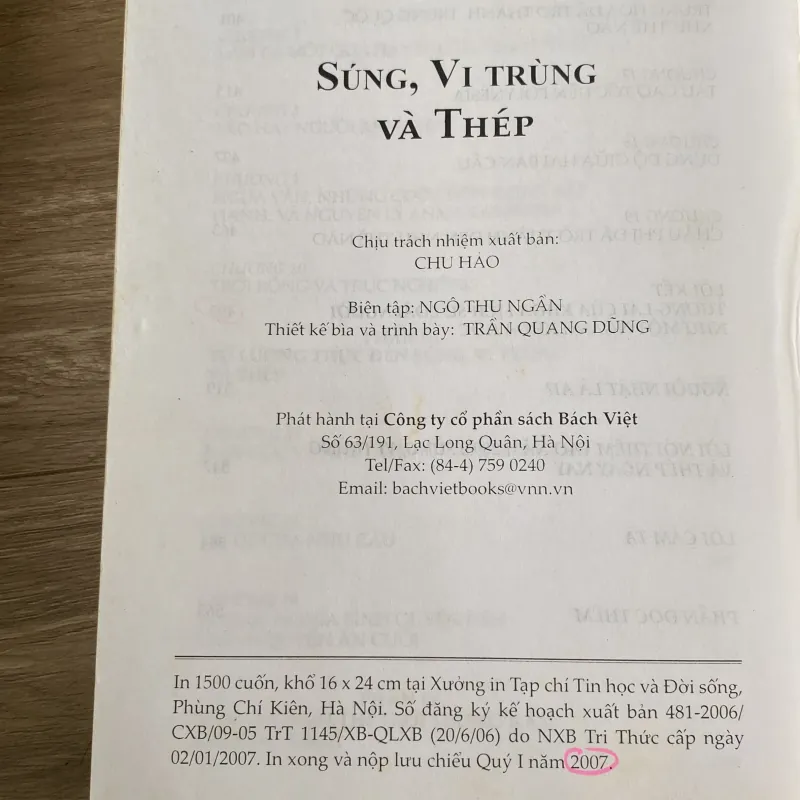 SÚNG, VI TRÙNG
VÀ THÉP
Chịu trách nhiệm xuất bản:
CHU HẢO
Biên tập: NGÔ THU NGẦN
Thiết kế bìa và trình bày: TRẦN QUANG DŨNG
Phát hành tại Công ty cổ phần sách Bách Việt
Số 63/191, Lạc Long Quân, Hà Nội
Tel/Fax: (84-4) 759 0240
Email: bachvietbooks@vnn.vn
In 1500 cuốn, khổ 16 x 24 cm tại Xưởng in Tạp chí Tin học và Đời sống,
Phùng Chí Kiên, Hà Nội. Số đăng ký kế hoạch xuất bản 481-2006/
CXB/09-05 TrT 1145/XB-QLXB (20/6/06) do NXB Tri Thức cấp ngày
02/01/2007. In xong và nộp lưu chiểu Quý I năm 2007.